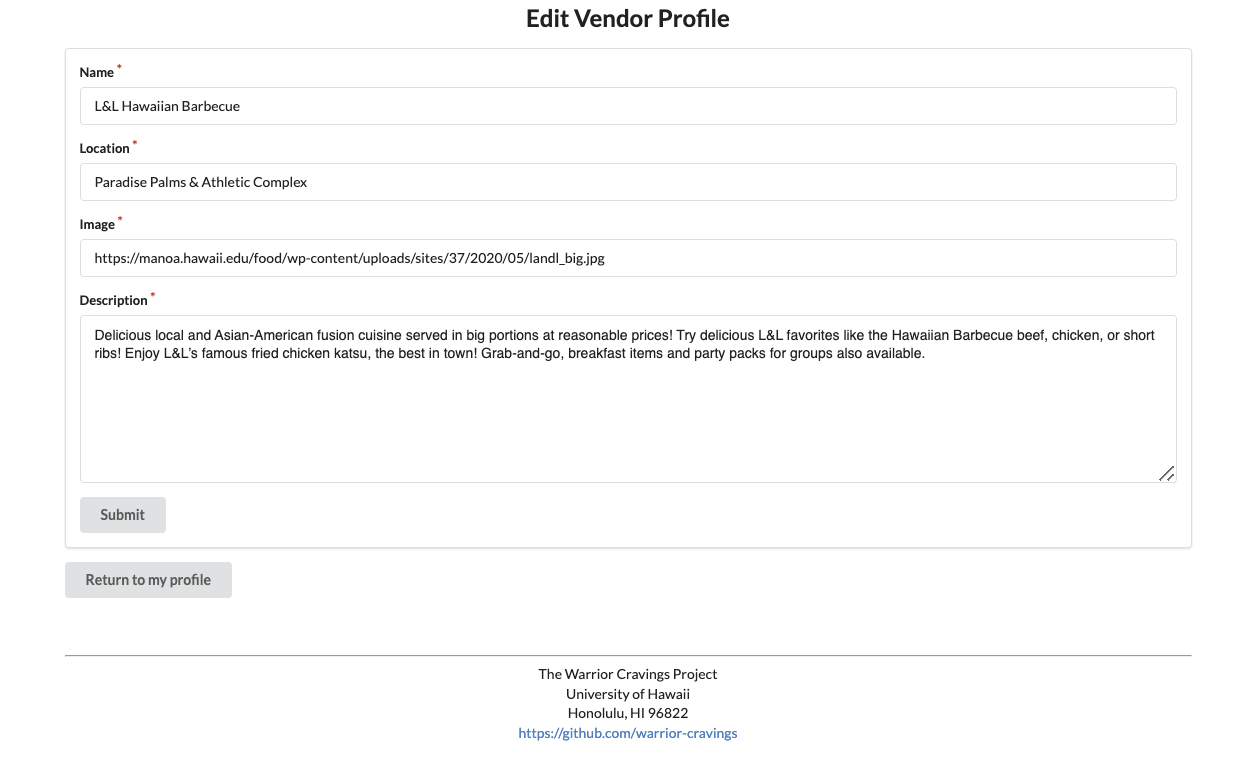 Edit Vendor Profile
Name *
L&L Hawaiian Barbecue
Location *
Paradise Palms & Athletic Complex
Image *
https://manoa.hawaii.edu/food/wp-content/uploads/sites/37/2020/05/landl_big.jpg
Description *
Delicious local and Asian-American fusion cuisine served in big portions at reasonable prices! Try delicious L&L favorites like the Hawaiian Barbecue beef, chicken, or short
ribs! Enjoy L&L’s famous fried chicken katsu, the best in town! Grab-and-go, breakfast items and party packs for groups also available.
Submit
Return to my profile
The Warrior Cravings Project
University of Hawaii
Honolulu, HI 96822
https://github.com/warrior-cravings